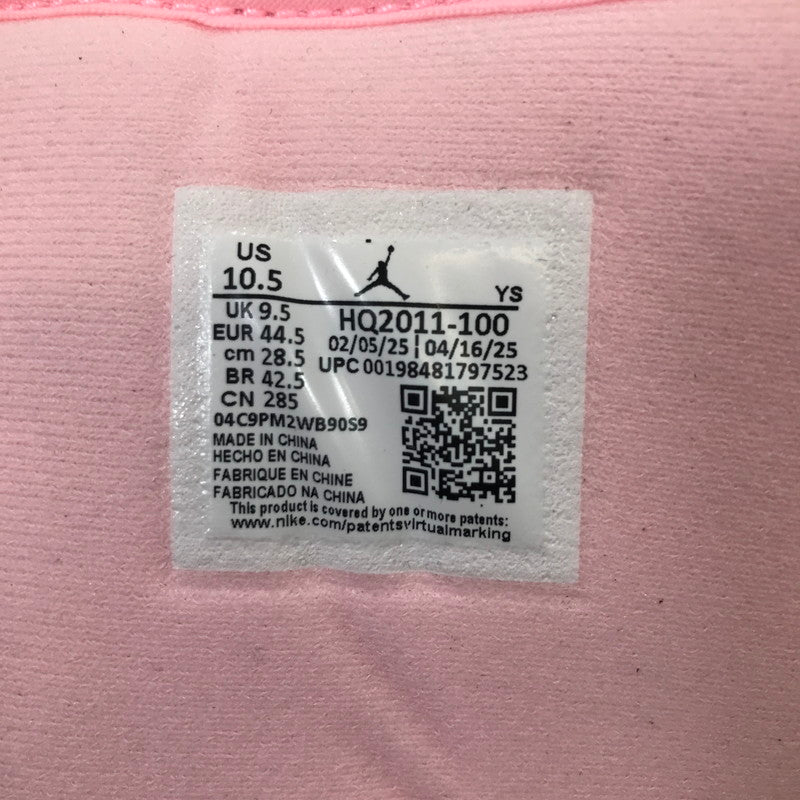 US
10.5
YS
UK 9.5
EUR 44.5
cm 28.5
BR 42.5
CN 285
HQ2011-100
02/05/25 | 04/16/25
UPC 00198481797523
04C9PM2WB90S9
MADE IN CHINA
HECHO EN CHINA
FABRIQUE EN CHINE
FABRICADO NA CHINA
This product is covered by one or more patents:
www.nike.com/patentsvirtualmarking